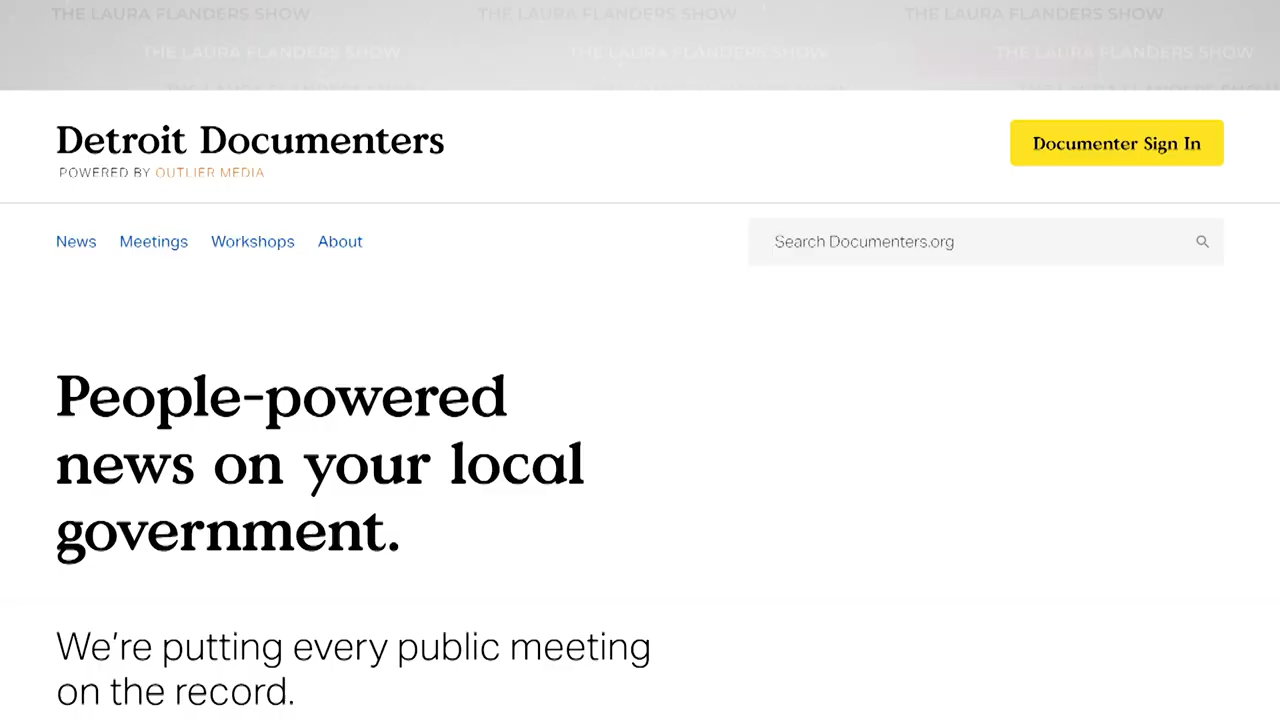 THE LAURA FLANDERS SHOW THE LAURA FLANDERS SHOW THE LAURA FLANDERS SHOW
THE LAURA FLANDERS SHOW THE LAURA FLANDERS SHOW THE LAURA FLANDERS SHOW
Detroit Documenters
POWERED BY OUTLIER MEDIA
Documenter Sign In
News Meetings Workshops About
Search Documenters.org
People-powered
news on your local
government.
We're putting every public meeting
on the record.